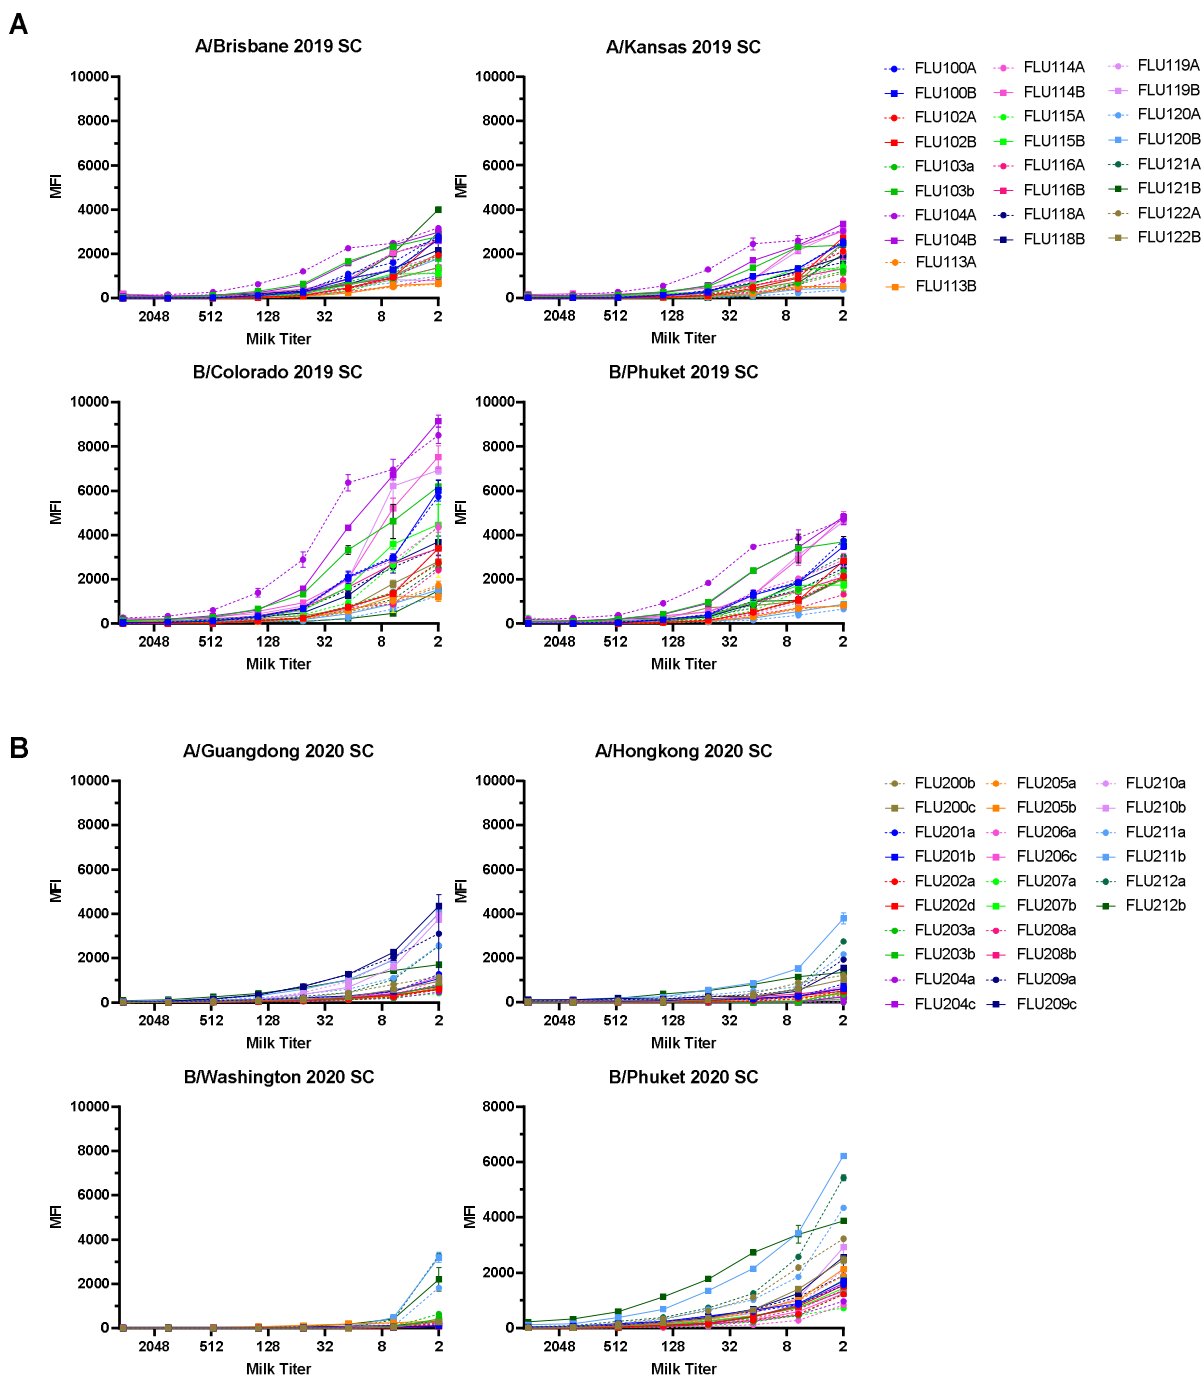 A
A/Brisbane 2019 SC
10000
8000
6000
4000
2000
0
MFI
2048 512 128 32 8 2
Milk Titer
A/Kansas 2019 SC
10000
8000
6000
4000
2000
0
MFI
2048 512 128 32 8 2
Milk Titer
FLU100A
FLU100B
FLU102A
FLU102B
FLU103a
FLU103b
FLU104A
FLU104B
FLU113A
FLU113B
FLU114A
FLU114B
FLU115A
FLU115B
FLU116A
FLU116B
FLU118A
FLU118B
FLU119A
FLU119B
FLU120A
FLU120B
FLU121A
FLU121B
FLU122A
FLU122B
B/Colorado 2019 SC
10000
8000
6000
4000
2000
0
MFI
2048 512 128 32 8 2
Milk Titer
B/Phuket 2019 SC
10000
8000
6000
4000
2000
0
MFI
2048 512 128 32 8 2
Milk Titer
B
A/Guangdong 2020 SC
10000
8000
6000
4000
2000
0
MFI
2048 512 128 32 8 2
Milk Titer
A/Hongkong 2020 SC
10000
8000
6000
4000
2000
0
MFI
2048 512 128 32 8 2
Milk Titer
FLU200b
FLU200c
FLU201a
FLU201b
FLU202a
FLU202d
FLU203a
FLU203b
FLU204a
FLU204c
FLU205a
FLU205b
FLU206a
FLU206c
FLU207a
FLU207b
FLU208a
FLU208b
FLU209a
FLU209c
FLU210a
FLU210b
FLU211a
FLU211b
FLU212a
FLU212b
B/Washington 2020 SC
10000
8000
6000
4000
2000
0
MFI
2048 512 128 32 8 2
Milk Titer
B/Phuket 2020 SC
8000
6000
4000
2000
0
MFI
2048 512 128 32 8 2
Milk Titer